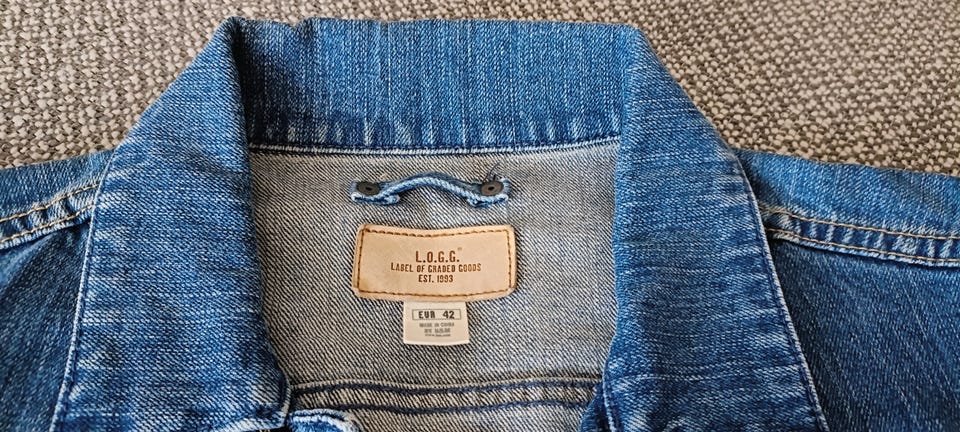 L.O.G.G.®
LABEL OF GRADED GOODS
EST. 1993
EUR 42
MADE IN CHINA
BY H&M